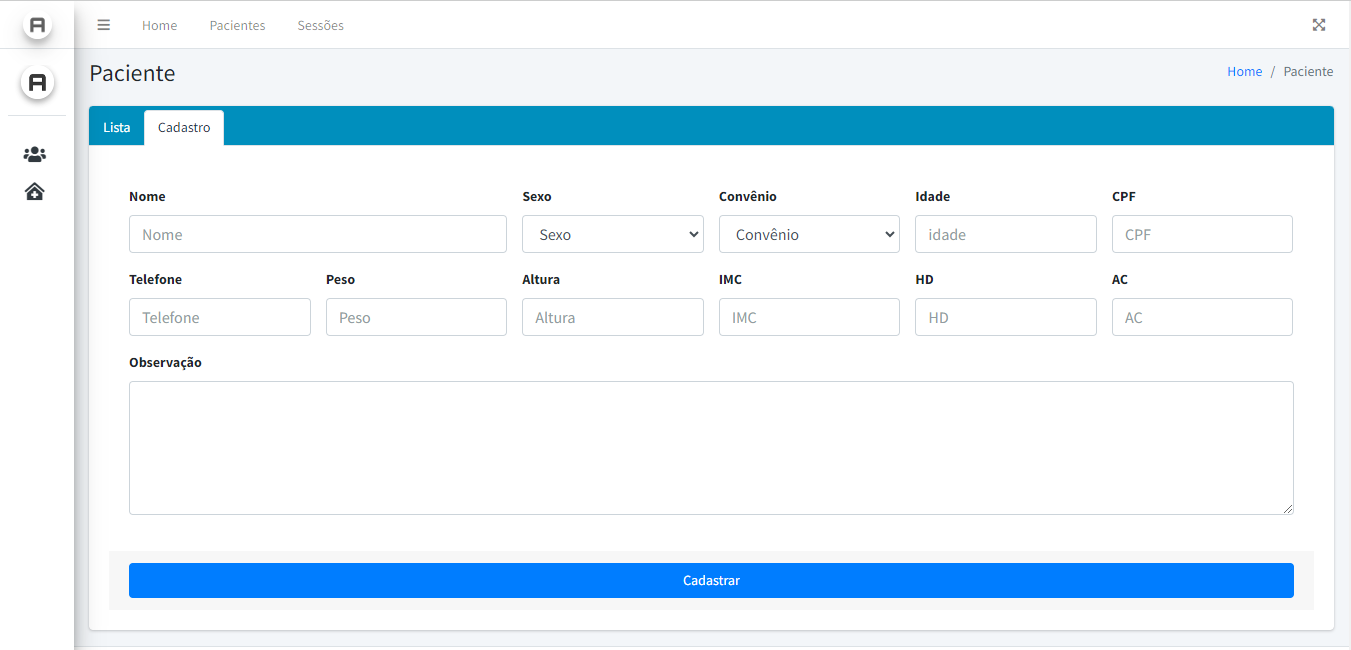 Home Pacientes Sessões
Paciente
Home / Paciente
Lista Cadastro
Nome Sexo Convênio Idade CPF
Nome Sexo Convênio idade CPF
Telefone Peso Altura IMC HD AC
Telefone Peso Altura IMC HD AC
Observação
Cadastrar